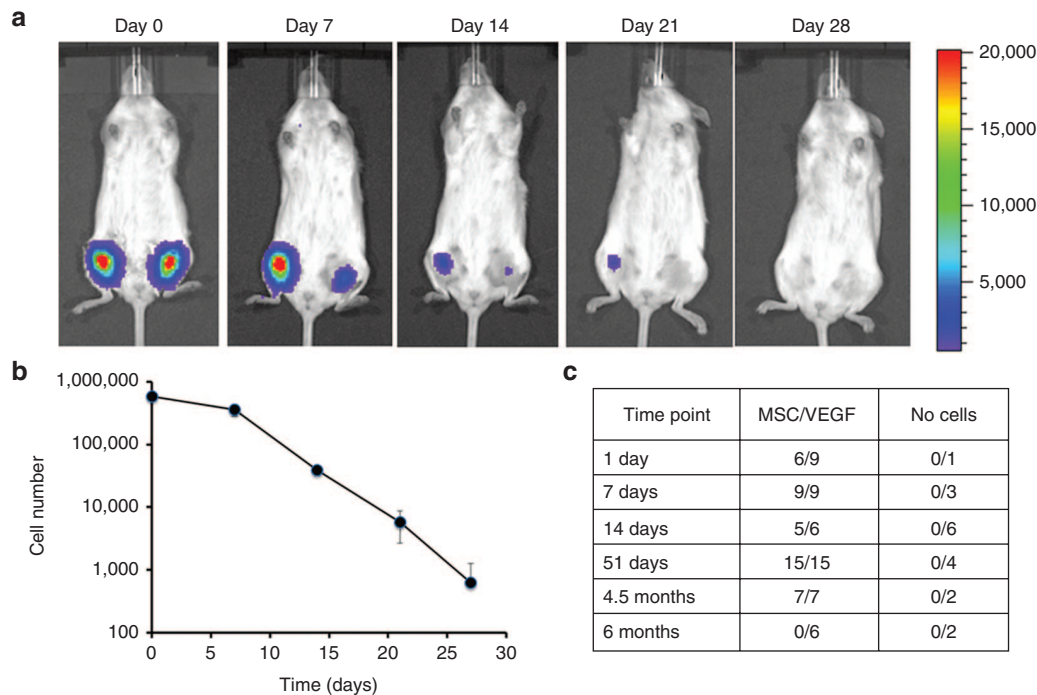 a
Day 0 Day 7 Day 14 Day 21 Day 28
20,000
15,000
10,000
5,000
b
1,000,000
100,000
10,000
1,000
100
Cell number
0 5 10 15 20 25 30
Time (days)
c
Time point MSC/VEGF No cells
1 day 6/9 0/1
7 days 9/9 0/3
14 days 5/6 0/6
51 days 15/15 0/4
4.5 months 7/7 0/2
6 months 0/6 0/2